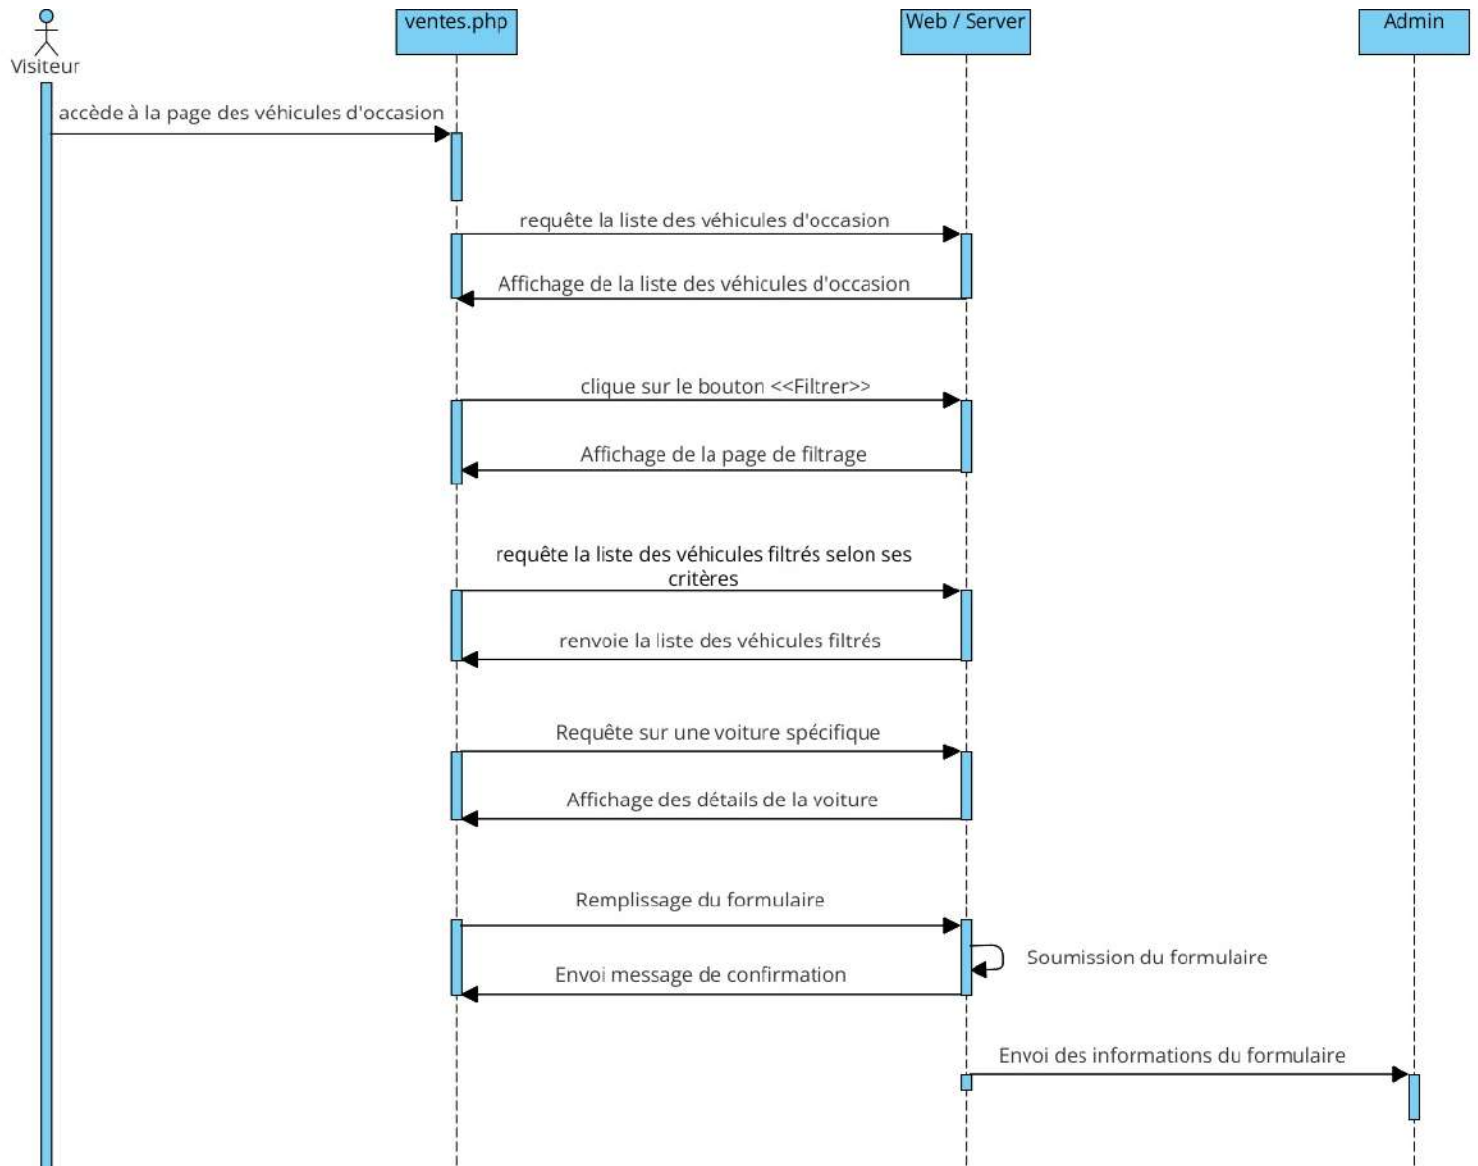 ventes.php
Web / Server
Admin
Visiteur
accède à la page des véhicules d'occasion
requête la liste des véhicules d'occasion
Affichage de la liste des véhicules d'occasion
clique sur le bouton <<Filtrer>>
Affichage de la page de filtrage
requête la liste des véhicules filtrés selon ses
critères
renvoie la liste des véhicules filtrés
Requête sur une voiture spécifique
Affichage des détails de la voiture
Remplissage du formulaire
Soumission du formulaire
Envoi message de confirmation
Envoi des informations du formulaire